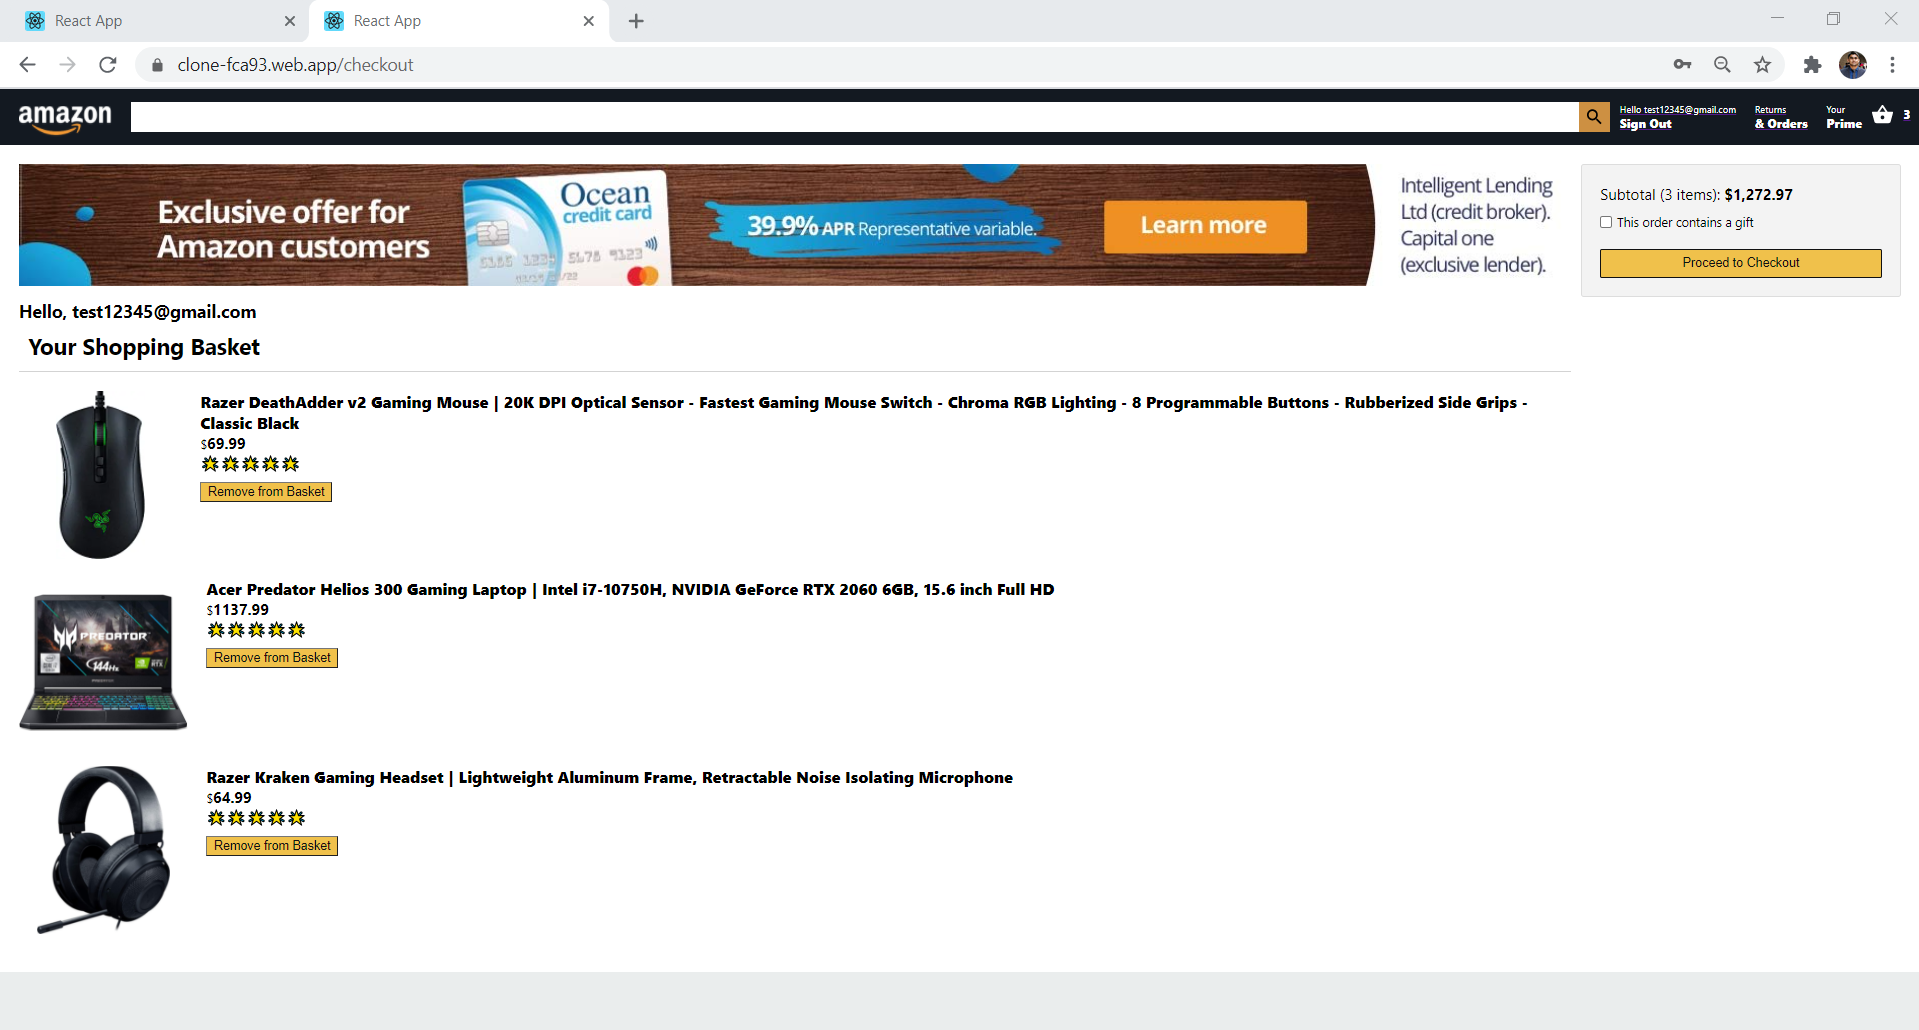 React App
React App
clone-fca93.web.app/checkout
amazon
Hello test12345@gmail.com
Sign Out
Returns
& Orders
Your
Prime
3
Exclusive offer for
Amazon customers
Ocean
credit card
39.9% APR Representative variable.
Learn more
Intelligent Lending
Ltd (credit broker).
Capital one
(exclusive lender).
Subtotal (3 items): $1,272.97
This order contains a gift
Proceed to Checkout
Hello, test12345@gmail.com
Your Shopping Basket
Razer DeathAdder v2 Gaming Mouse | 20K DPI Optical Sensor - Fastest Gaming Mouse Switch - Chroma RGB Lighting - 8 Programmable Buttons - Rubberized Side Grips -
Classic Black
$69.99
Remove from Basket
Acer Predator Helios 300 Gaming Laptop | Intel i7-10750H, NVIDIA GeForce RTX 2060 6GB, 15.6 inch Full HD
$1137.99
Remove from Basket
PREDATOR
144Hz
Razer Kraken Gaming Headset | Lightweight Aluminum Frame, Retractable Noise Isolating Microphone
$64.99
Remove from Basket